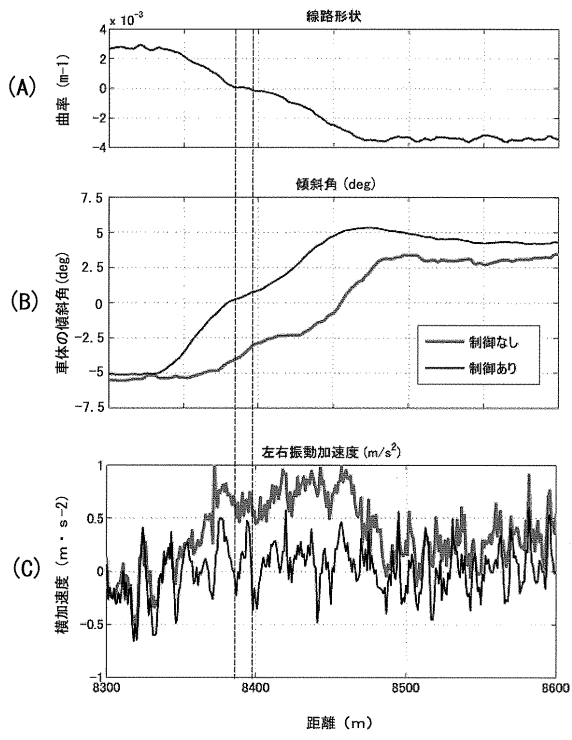 線路形状
× 10⁻³
4
2
0
-2
-4
(A)
曲率 (m-1)
傾斜角 (deg)
7.5
5
2.5
0
-2.5
-5
-7.5
(B)
車体の傾斜角(deg)
制御なし
制御あり
左右振動加速度 (m/s²)
1
0.5
0
-0.5
-1
(C)
横加速度 (m・s-2)
8300
8400
8500
8600
距離 (m)